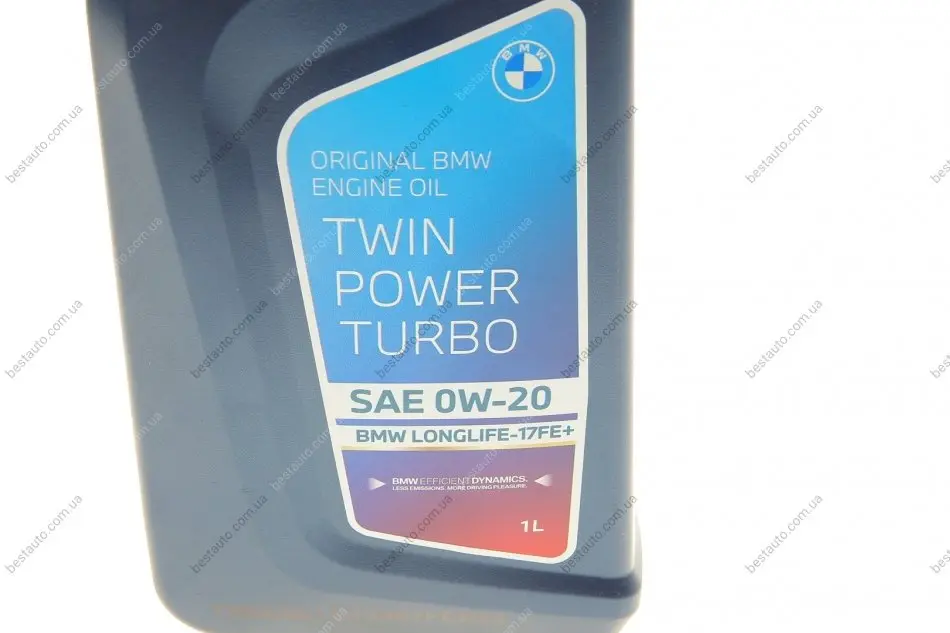 BMW
ORIGINAL BMW
ENGINE OIL
TWIN
POWER
TURBO
SAE 0W-20
BMW LONGLIFE-17FE+
BMW EFFICIENTDYNAMICS.
LESS EMISSIONS. MORE DRIVING PLEASURE.
1L
bestauto.com.ua